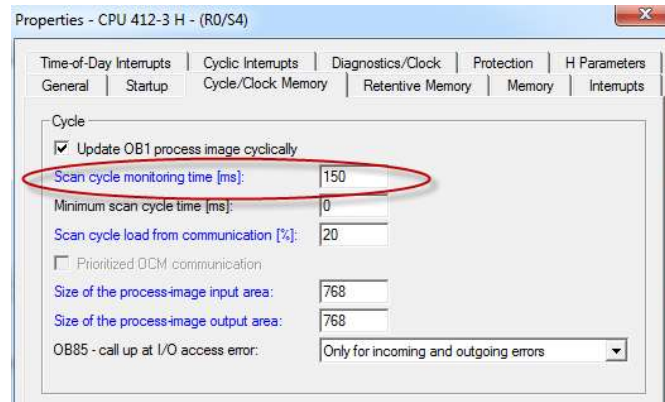 Properties - CPU 412-3 H - (R0/S4)
Time-of-Day Interrupts Cyclic Interrupts Diagnostics/Clock Protection H Parameters
General Startup Cycle/Clock Memory Retentive Memory Memory Interrupts
Cycle
Update OB1 process image cyclically
Scan cycle monitoring time [ms]: 150
Minimum scan cycle time [ms]: 0
Scan cycle load from communication [%]: 20
Prioritized OCM communication
Size of the process-image input area: 768
Size of the process-image output area: 768
OB85 - call up at I/O access error: Only for incoming and outgoing errors